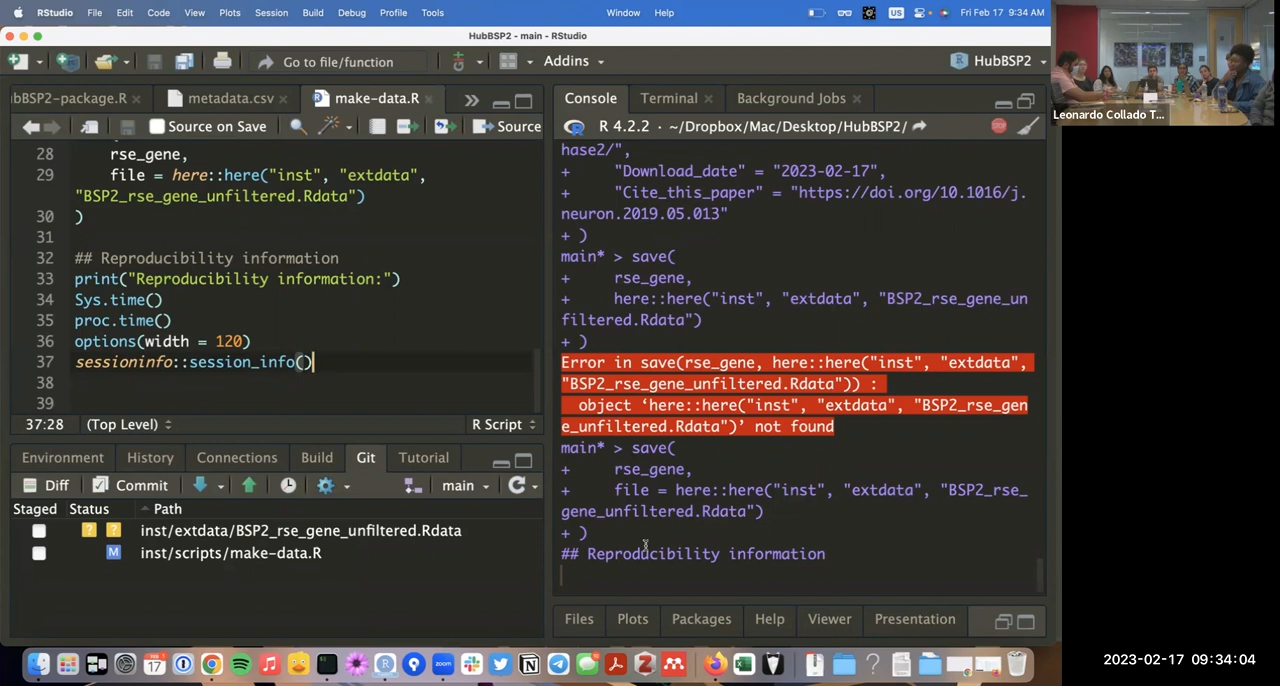 RStudio File Edit Code View Plots Session Build Debug Profile Tools Window Help US Fri Feb 17 9:34 AM
HubBSP2 - main - RStudio
Go to file/function Addins HubBSP2
bBSP2-package.R metadata.csv make-data.R
Source on Save Source
28 rse_gene,
29 file = here::here("inst", "extdata",
"BSP2_rse_gene_unfiltered.Rdata")
30 )
31
32 ## Reproducibility information
33 print("Reproducibility information:")
34 Sys.time()
35 proc.time()
36 options(width = 120)
37 sessioninfo::session_info()
38
39
37:28 (Top Level) R Script
Environment History Connections Build Git Tutorial
Diff Commit main
Staged Status Path
? ? inst/extdata/BSP2_rse_gene_unfiltered.Rdata
M inst/scripts/make-data.R
Console Terminal Background Jobs
R 4.2.2 · ~/Dropbox/Mac/Desktop/HubBSP2/
hase2/",
+ "Download_date" = "2023-02-17",
+ "Cite_this_paper" = "https://doi.org/10.1016/j.
neuron.2019.05.013"
+ )
main* > save(
+ rse_gene,
+ here::here("inst", "extdata", "BSP2_rse_gene_un
filtered.Rdata")
+ )
Error in save(rse_gene, here::here("inst", "extdata",
"BSP2_rse_gene_unfiltered.Rdata")) :
object ‘here::here("inst", "extdata", "BSP2_rse_gen
e_unfiltered.Rdata")’ not found
main* > save(
+ rse_gene,
+ file = here::here("inst", "extdata", "BSP2_rse_
gene_unfiltered.Rdata")
+ )
## Reproducibility information
Files Plots Packages Help Viewer Presentation
17
zoom
Leonardo Collado T...
2023-02-17 09:34:04